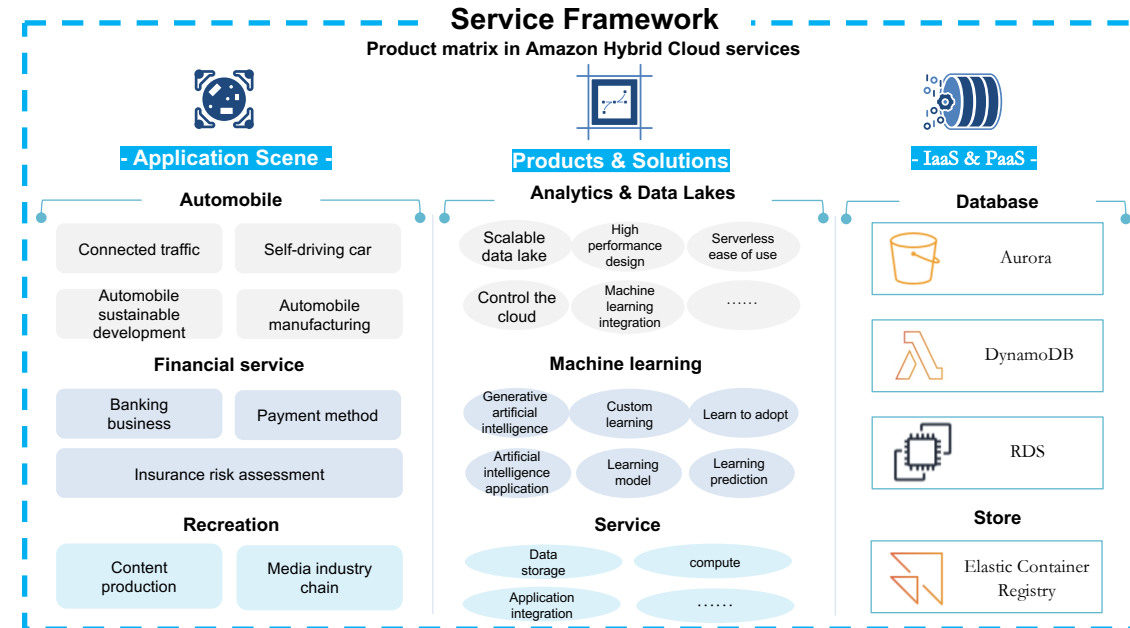 Service Framework
Product matrix in Amazon Hybrid Cloud services
- Application Scene -
Automobile
Connected traffic
Self-driving car
Automobile
sustainable
development
Automobile
manufacturing
Financial service
Banking
business
Payment method
Insurance risk assessment
Recreation
Content
production
Media industry
chain
Products & Solutions
Analytics & Data Lakes
Scalable
data lake
High
performance
design
Serverless
ease of use
Control the
cloud
Machine
learning
integration
......
Machine learning
Generative
artificial
intelligence
Custom
learning
Learn to adopt
Artificial
intelligence
application
Learning
model
Learning
prediction
Service
Data
storage
compute
Application
integration
......
- IaaS & PaaS -
Database
Aurora
DynamoDB
RDS
Store
Elastic Container
Registry